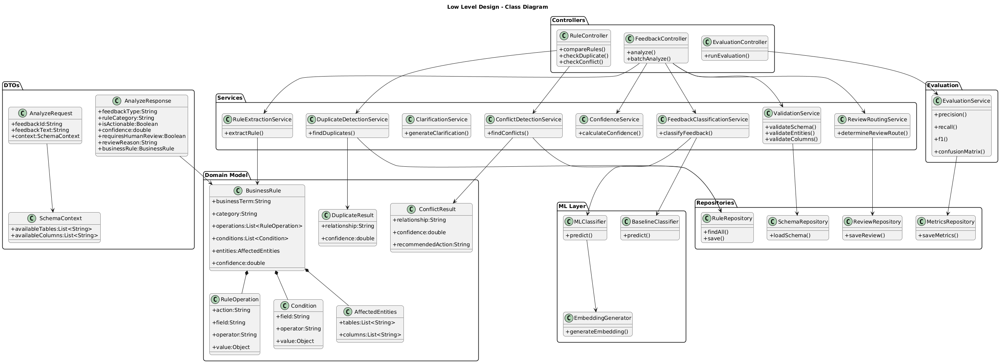 Low Level Design - Class Diagram
Controllers
C RuleController
+compareRules()
+checkDuplicate()
+checkConflict()
C FeedbackController
+analyze()
+batchAnalyze()
C EvaluationController
+runEvaluation()
DTOs
C AnalyzeRequest
+feedbackId:String
+feedbackText:String
+context:SchemaContext
C AnalyzeResponse
+feedbackType:String
+ruleCategory:String
+isActionable:Boolean
+confidence:double
+requiresHumanReview:Boolean
+reviewReason:String
+businessRule:BusinessRule
C SchemaContext
+availableTables:List<String>
+availableColumns:List<String>
Services
C RuleExtractionService
+extractRule()
C DuplicateDetectionService
+findDuplicates()
C ClarificationService
+generateClarification()
C ConflictDetectionService
+findConflicts()
C ConfidenceService
+calculateConfidence()
C FeedbackClassificationService
+classifyFeedback()
C ValidationService
+validateSchema()
+validateEntities()
+validateColumns()
C ReviewRoutingService
+determineReviewRoute()
Evaluation
C EvaluationService
+precision()
+recall()
+f1()
+confusionMatrix()
Domain Model
C BusinessRule
+businessTerm:String
+category:String
+operations:List<RuleOperation>
+conditions:List<Condition>
+entities:AffectedEntities
+confidence:double
C DuplicateResult
+relationship:String
+confidence:double
C ConflictResult
+relationship:String
+confidence:double
+recommendedAction:String
C RuleOperation
+action:String
+field:String
+operator:String
+value:Object
C Condition
+field:String
+operator:String
+value:Object
C AffectedEntities
+tables:List<String>
+columns:List<String>
ML Layer
C MLClassifier
+predict()
C BaselineClassifier
+predict()
C EmbeddingGenerator
+generateEmbedding()
Repositories
C RuleRepository
+findAll()
+save()
C SchemaRepository
+loadSchema()
C ReviewRepository
+saveReview()
C MetricsRepository
+saveMetrics()